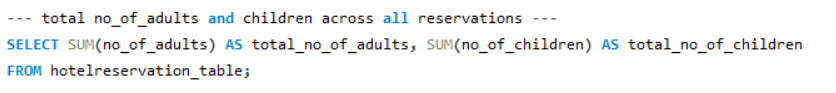 --- total no_of_adults and children across all reservations ---
SELECT SUM(no_of_adults) AS total_no_of_adults, SUM(no_of_children) AS total_no_of_children
FROM hotelreservation_table;